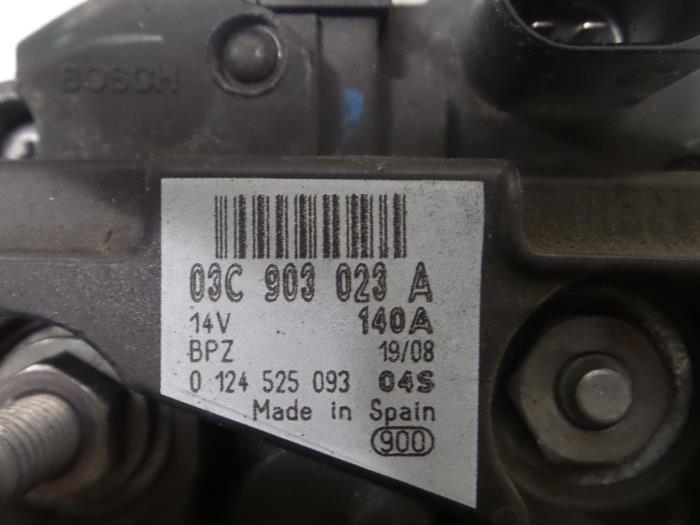 BOSCH
03C 903 023 A
14V 140A
BPZ 19/08
0 124 525 093 04S
Made in Spain
900